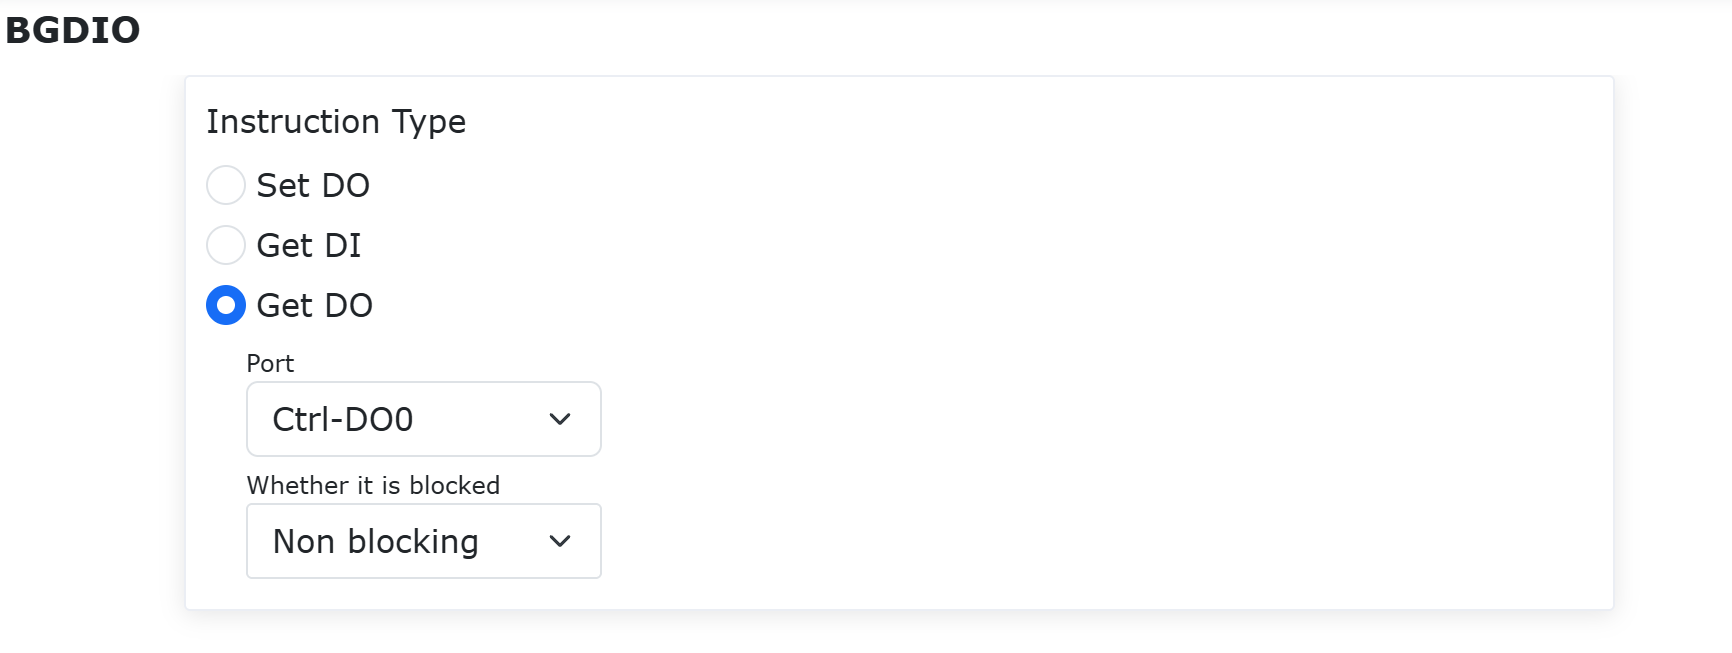 BGDIO
Instruction Type
Set DO
Get DI
Get DO
Port
Ctrl-DO0
Whether it is blocked
Non blocking